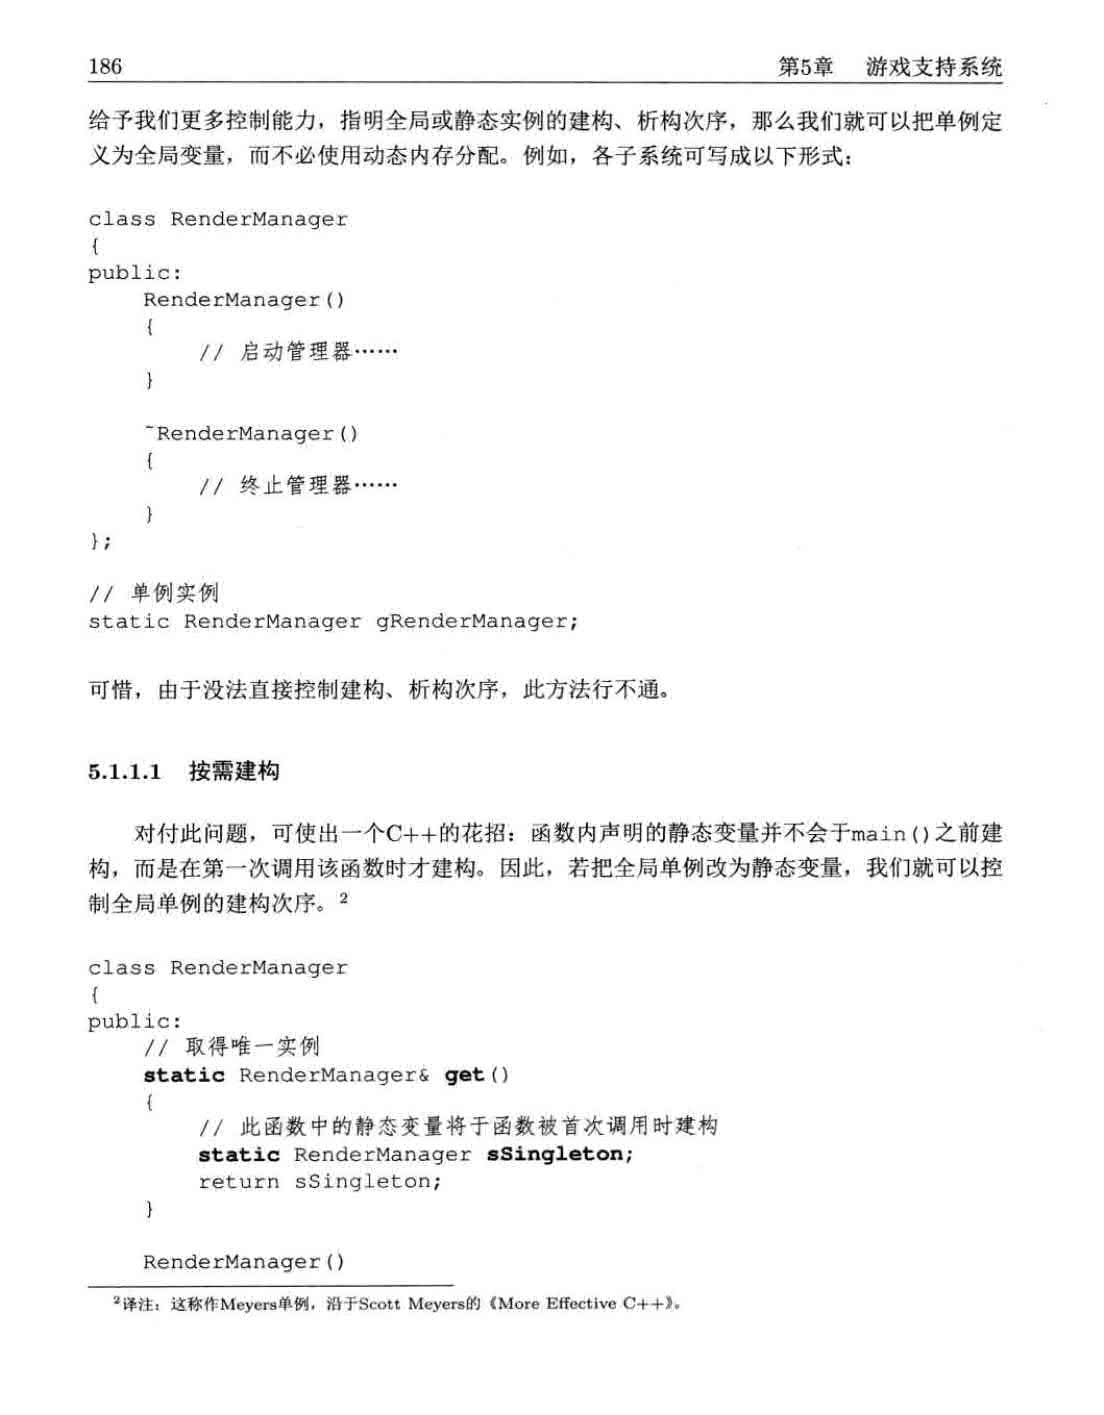 186 第5章 游戏支持系统
给予我们更多控制能力，指明全局或静态实例的建构、析构次序，那么我们就可以把单例定
义为全局变量，而不必使用动态内存分配。例如，各子系统可写成以下形式：
class RenderManager
{
public:
RenderManager()
{
// 启动管理器……
}
~RenderManager()
{
// 终止管理器……
}
};
// 单例实例
static RenderManager gRenderManager;
可惜，由于没法直接控制建构、析构次序，此方法行不通。
5.1.1.1 按需建构
对付此问题，可使出一个C++的花招：函数内声明的静态变量并不会于main()之前建
构，而是在第一次调用该函数时才建构。因此，若把全局单例改为静态变量，我们就可以控
制全局单例的建构次序。2
class RenderManager
{
public:
// 取得唯一实例
static RenderManager& get()
{
// 此函数中的静态变量将于函数被首次调用时建构
static RenderManager sSingleton;
return sSingleton;
}
RenderManager()
2译注：这称作Meyers单例，沿于Scott Meyers的《More Effective C++》。